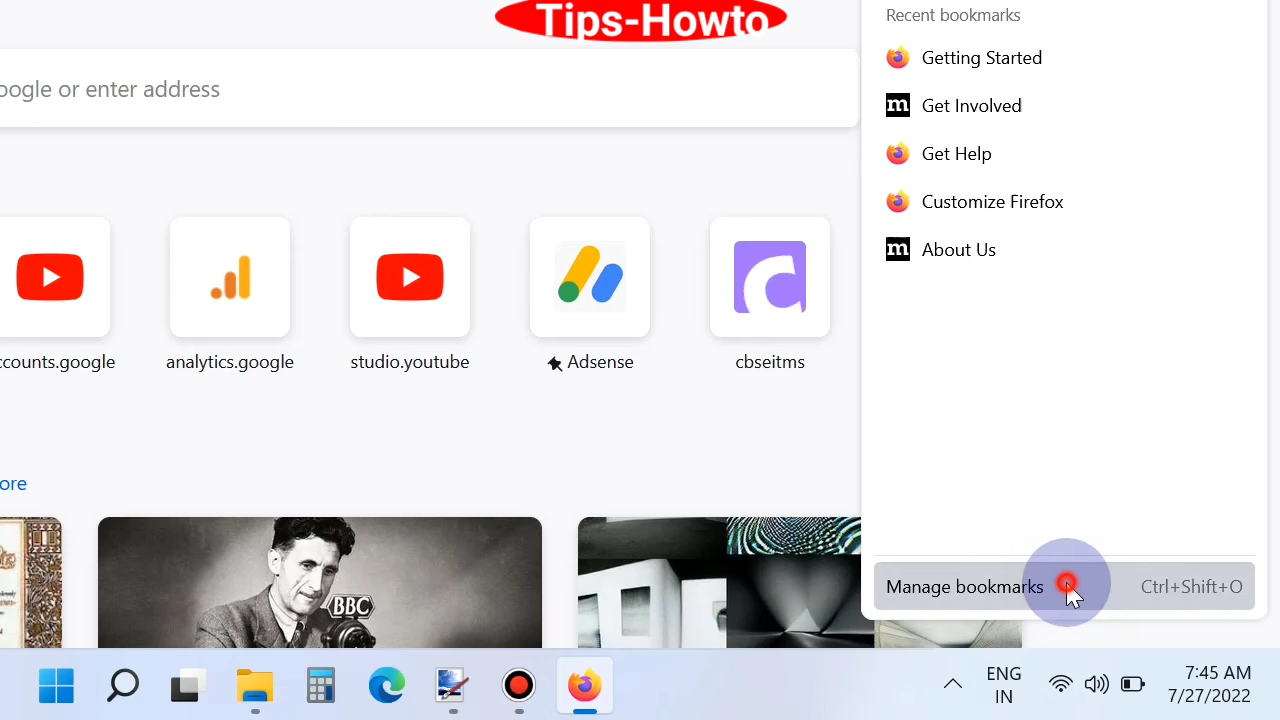 Tips-Howto
Recent bookmarks
Getting Started
oogle or enter address
m Get Involved
Get Help
Customize Firefox
m About Us
ccounts.google
analytics.google
studio.youtube
Adsense
cbseitms
ore
BBC
Manage bookmarks Ctrl+Shift+O
ENG
IN
7:45 AM
7/27/2022